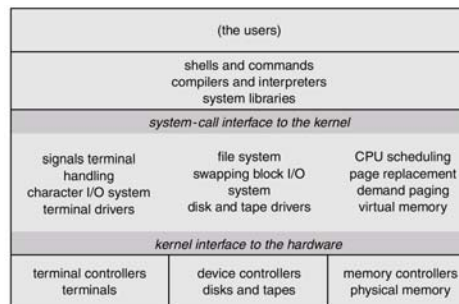 (the users)
shells and commands
compilers and interpreters
system libraries
system-call interface to the kernel
signals terminal
handling
character I/O system
terminal drivers
file system
swapping block I/O
system
disk and tape drivers
CPU scheduling
page replacement
demand paging
virtual memory
kernel interface to the hardware
terminal controllers
terminals
device controllers
disks and tapes
memory controllers
physical memory